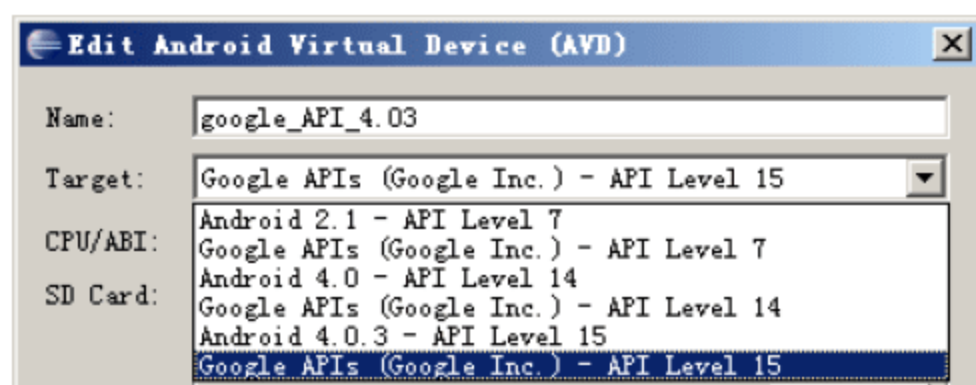 Edit Android Virtual Device (AVD)
Name: google_API_4.03
Target: Google APIs (Google Inc.) - API Level 15
Android 2.1 - API Level 7
CPU/ABI: Google APIs (Google Inc.) - API Level 7
Android 4.0 - API Level 14
SD Card: Google APIs (Google Inc.) - API Level 14
Android 4.0.3 - API Level 15
Google APIs (Google Inc.) - API Level 15